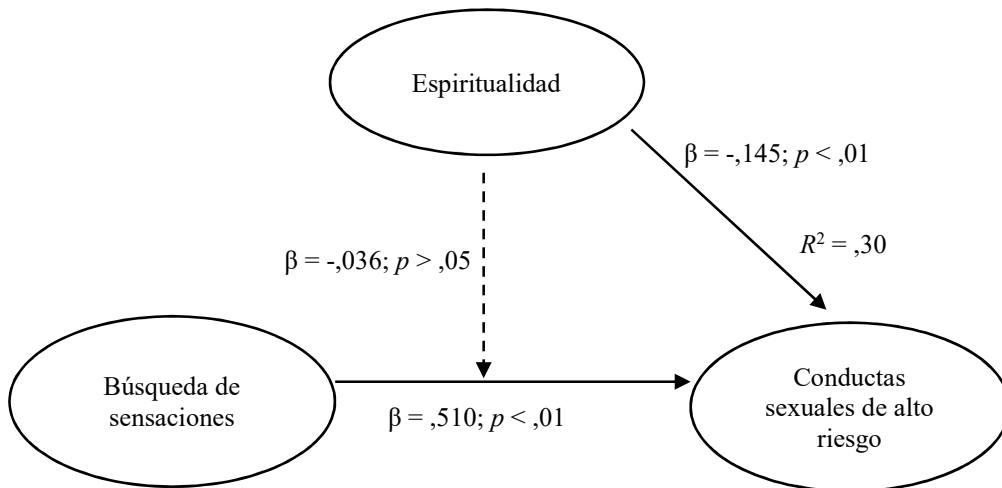 Espiritualidad
β = -,145; p < ,01
R² = ,30
β = -,036; p > ,05
Búsqueda de
sensaciones
β = ,510; p < ,01
Conductas
sexuales de alto
riesgo